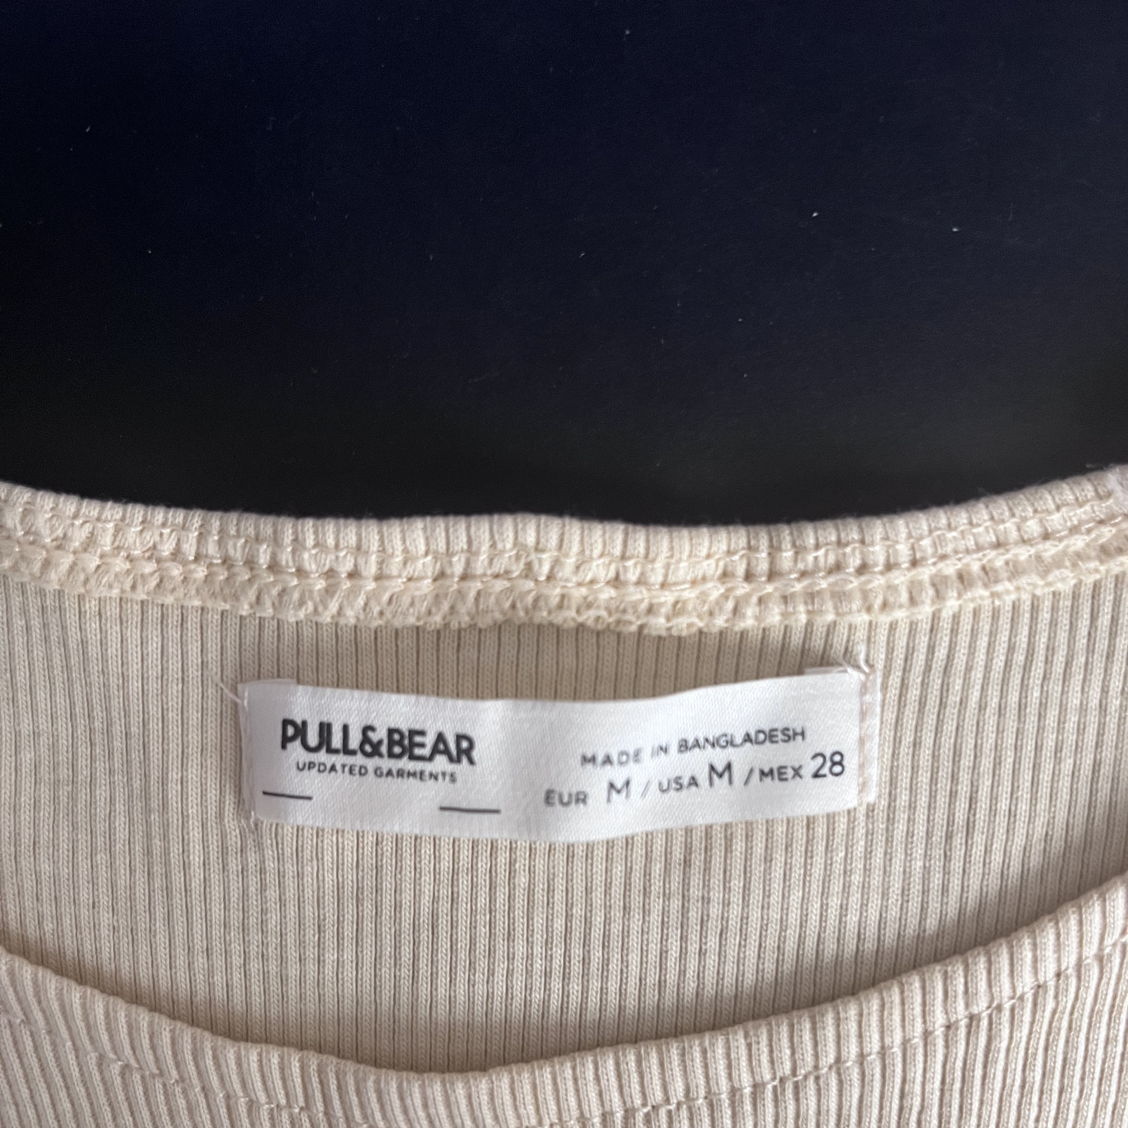 PULL&BEAR
UPDATED GARMENTS
MADE IN BANGLADESH
EUR M / USA M / MEX 28